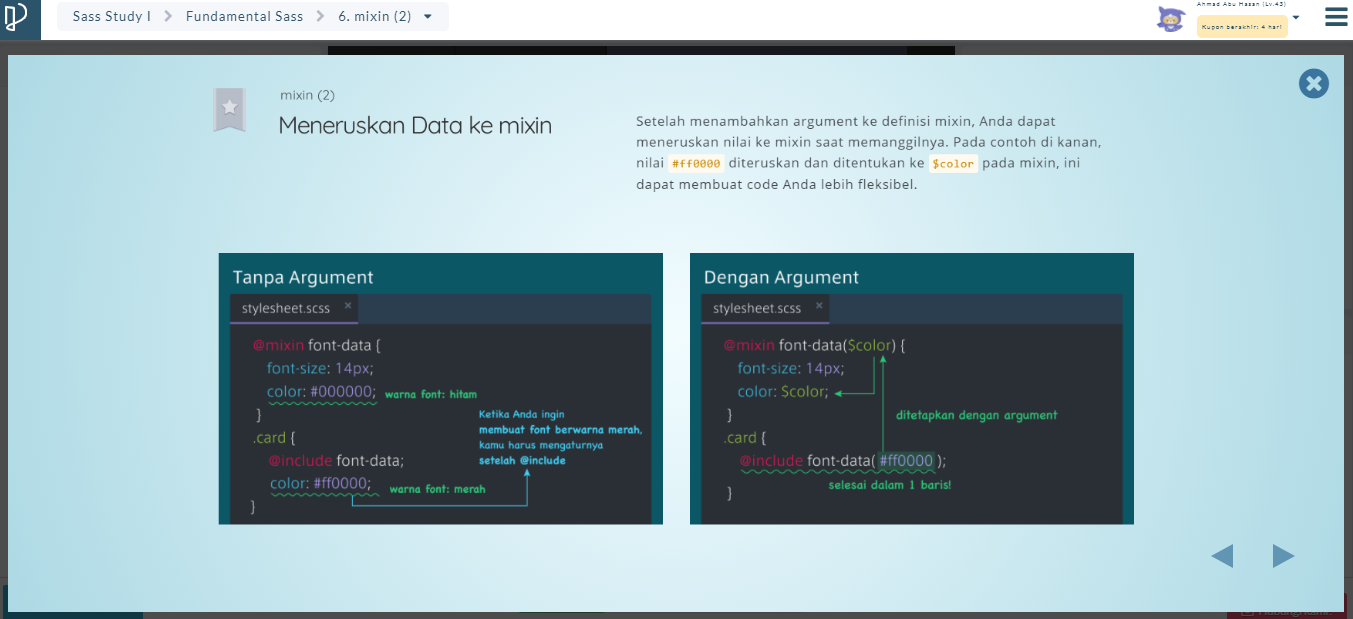 Sass Study I
Fundamental Sass
6. mixin (2)
Ahmad Abu Hasan (Lv.43)
Kupon berakhir: 4 hari
mixin (2)
Meneruskan Data ke mixin
Setelah menambahkan argument ke definisi mixin, Anda dapat
meneruskan nilai ke mixin saat memanggilnya. Pada contoh di kanan,
nilai #ff0000 diteruskan dan ditentukan ke $color pada mixin, ini
dapat membuat code Anda lebih fleksibel.
Tanpa Argument
stylesheet.scss ×
@mixin font-data {
font-size: 14px;
color: #000000; warna font: hitam
}
.card {
@include font-data;
color: #ff0000; warna font: merah
}
Ketika Anda ingin
membuat font berwarna merah,
kamu harus mengaturnya
setelah @include
Dengan Argument
stylesheet.scss ×
@mixin font-data($color) {
font-size: 14px;
color: $color;
}
ditetapkan dengan argument
.card {
@include font-data( #ff0000 );
selesai dalam 1 baris!
}